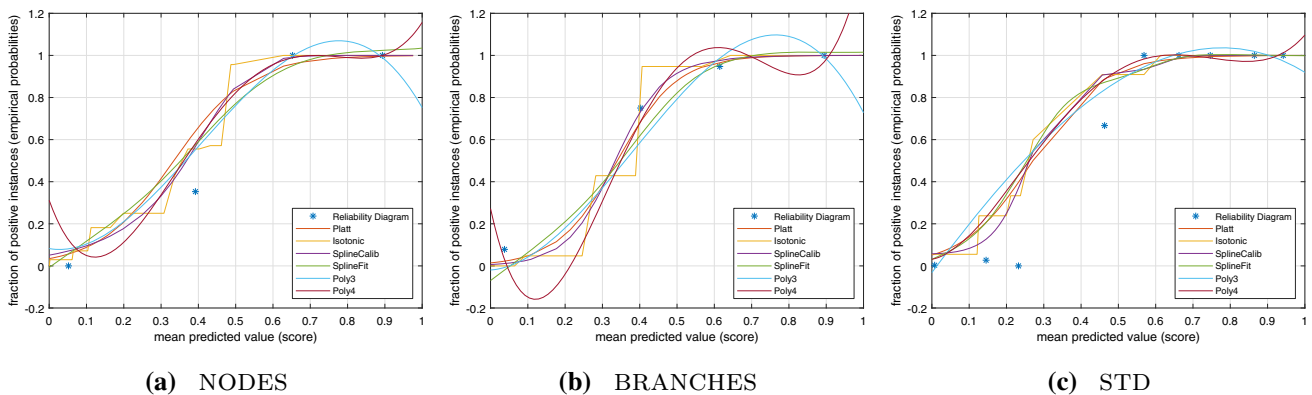 fraction of positive instances (empirical probabilities)
1.2
1
0.8
0.6
0.4
0.2
0
-0.2
Reliability Diagram
Platt
Isotonic
SplineCalib
SplineFit
Poly3
Poly4
0 0.1 0.2 0.3 0.4 0.5 0.6 0.7 0.8 0.9 1
mean predicted value (score)
(a) NODES
fraction of positive instances (empirical probabilities)
1.2
1
0.8
0.6
0.4
0.2
0
-0.2
Reliability Diagram
Platt
Isotonic
SplineCalib
SplineFit
Poly3
Poly4
0 0.1 0.2 0.3 0.4 0.5 0.6 0.7 0.8 0.9 1
mean predicted value (score)
(b) BRANCHES
fraction of positive instances (empirical probabilities)
1.2
1
0.8
0.6
0.4
0.2
0
-0.2
Reliability Diagram
Platt
Isotonic
SplineCalib
SplineFit
Poly3
Poly4
0 0.1 0.2 0.3 0.4 0.5 0.6 0.7 0.8 0.9 1
mean predicted value (score)
(c) STD